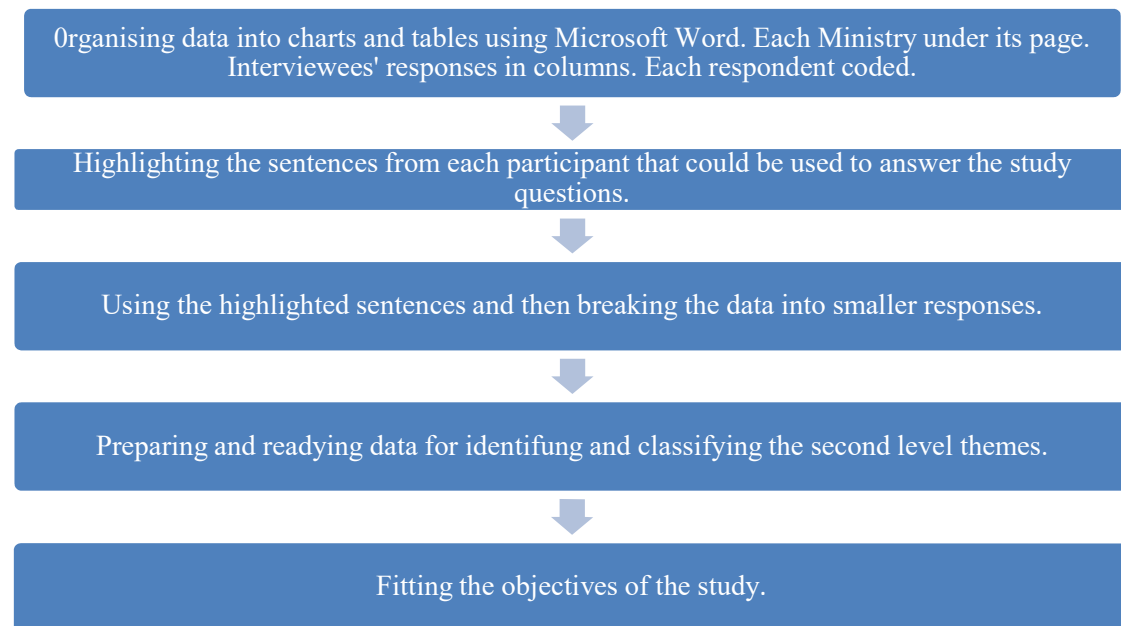 0rganising data into charts and tables using Microsoft Word. Each Ministry under its page.
Interviewees' responses in columns. Each respondent coded.
Highlighting the sentences from each participant that could be used to answer the study
questions.
Using the highlighted sentences and then breaking the data into smaller responses.
Preparing and readying data for identifung and classifying the second level themes.
Fitting the objectives of the study.